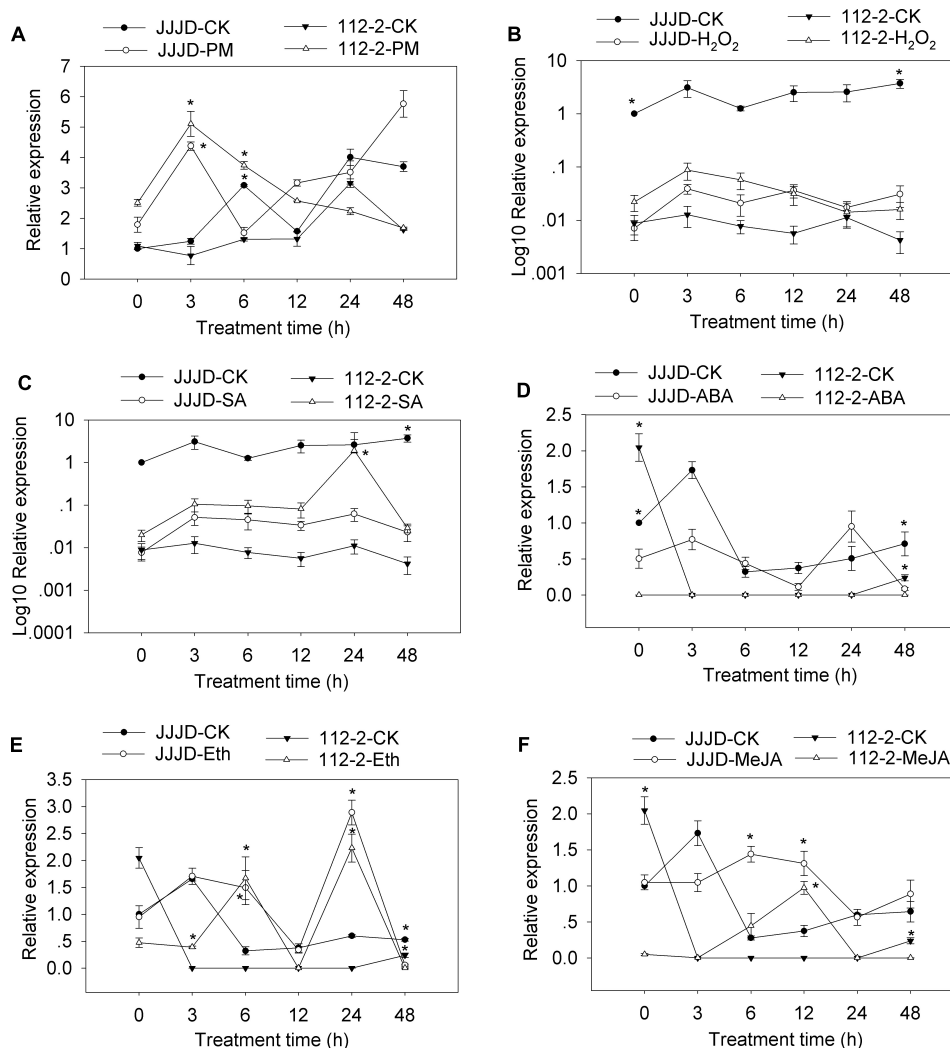 A
JJJD-CK 112-2-CK
JJJD-PM 112-2-PM
7
6
5
4
3
2
1
0
Relative expression
* * * *
0 3 6 12 24 48
Treatment time (h)
B
JJJD-CK 112-2-CK
JJJD-H2O2 112-2-H2O2
10
1
.1
.01
.001
Log10 Relative expression
* *
0 3 6 12 24 48
Treatment time (h)
C
JJJD-CK 112-2-CK
JJJD-SA 112-2-SA
10
1
.1
.01
.001
.0001
Log10 Relative expression
* *
0 3 6 12 24 48
Treatment time (h)
D
JJJD-CK 112-2-CK
JJJD-ABA 112-2-ABA
2.5
2.0
1.5
1.0
.5
0.0
Relative expression
* * * *
0 3 6 12 24 48
Treatment time (h)
E
JJJD-CK 112-2-CK
JJJD-Eth 112-2-Eth
3.5
3.0
2.5
2.0
1.5
1.0
.5
0.0
Relative expression
* * * * * * *
0 3 6 12 24 48
Treatment time (h)
F
JJJD-CK 112-2-CK
JJJD-MeJA 112-2-MeJA
2.5
2.0
1.5
1.0
.5
0.0
Relative expression
* * * * *
0 3 6 12 24 48
Treatment time (h)